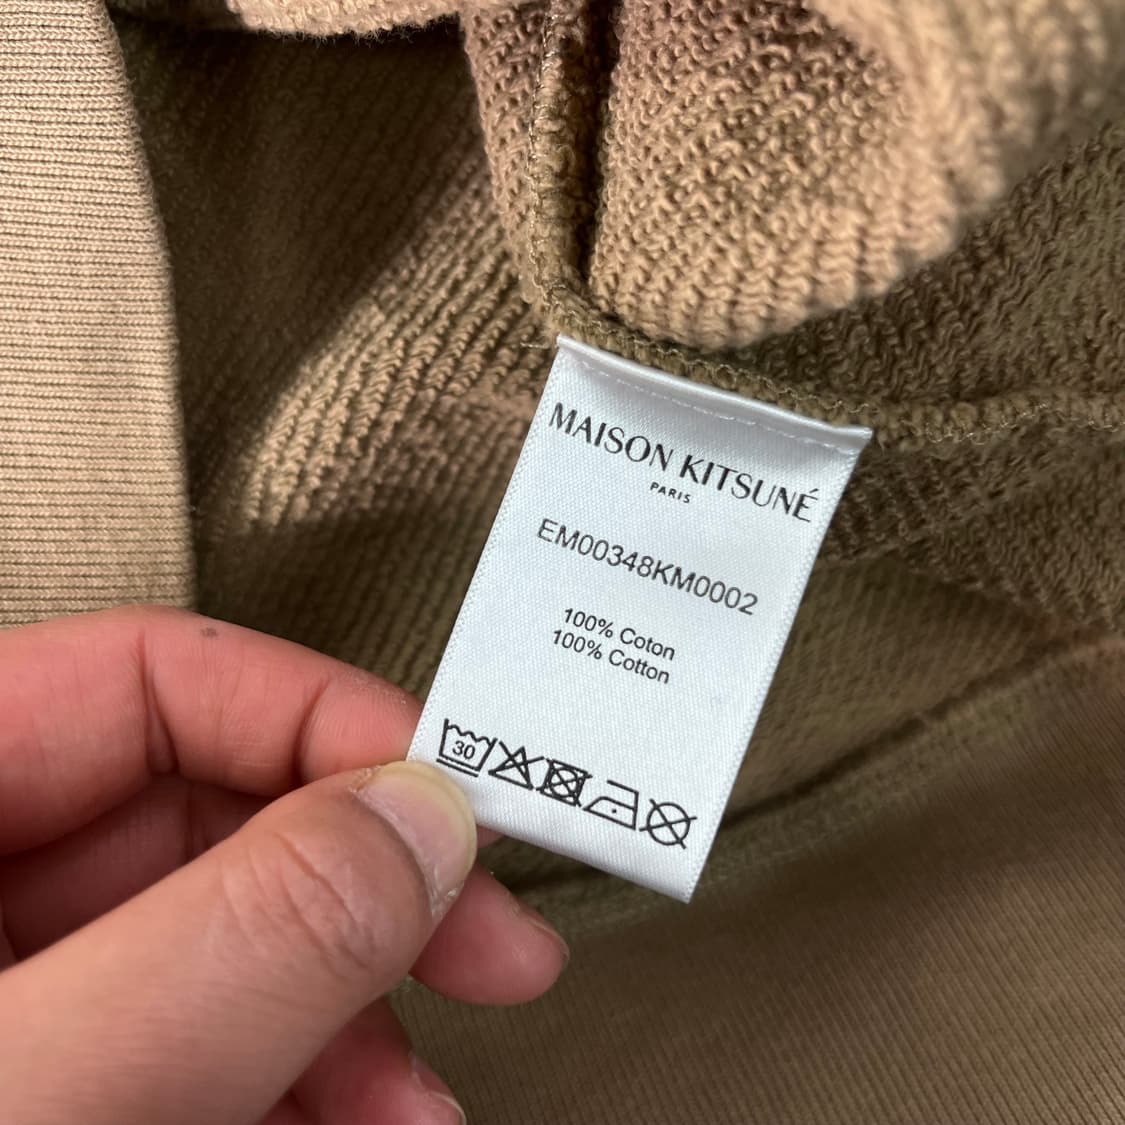 MAISON KITSUNÉ
PARIS
EM00348KM0002
100% Coton
100% Cotton
30